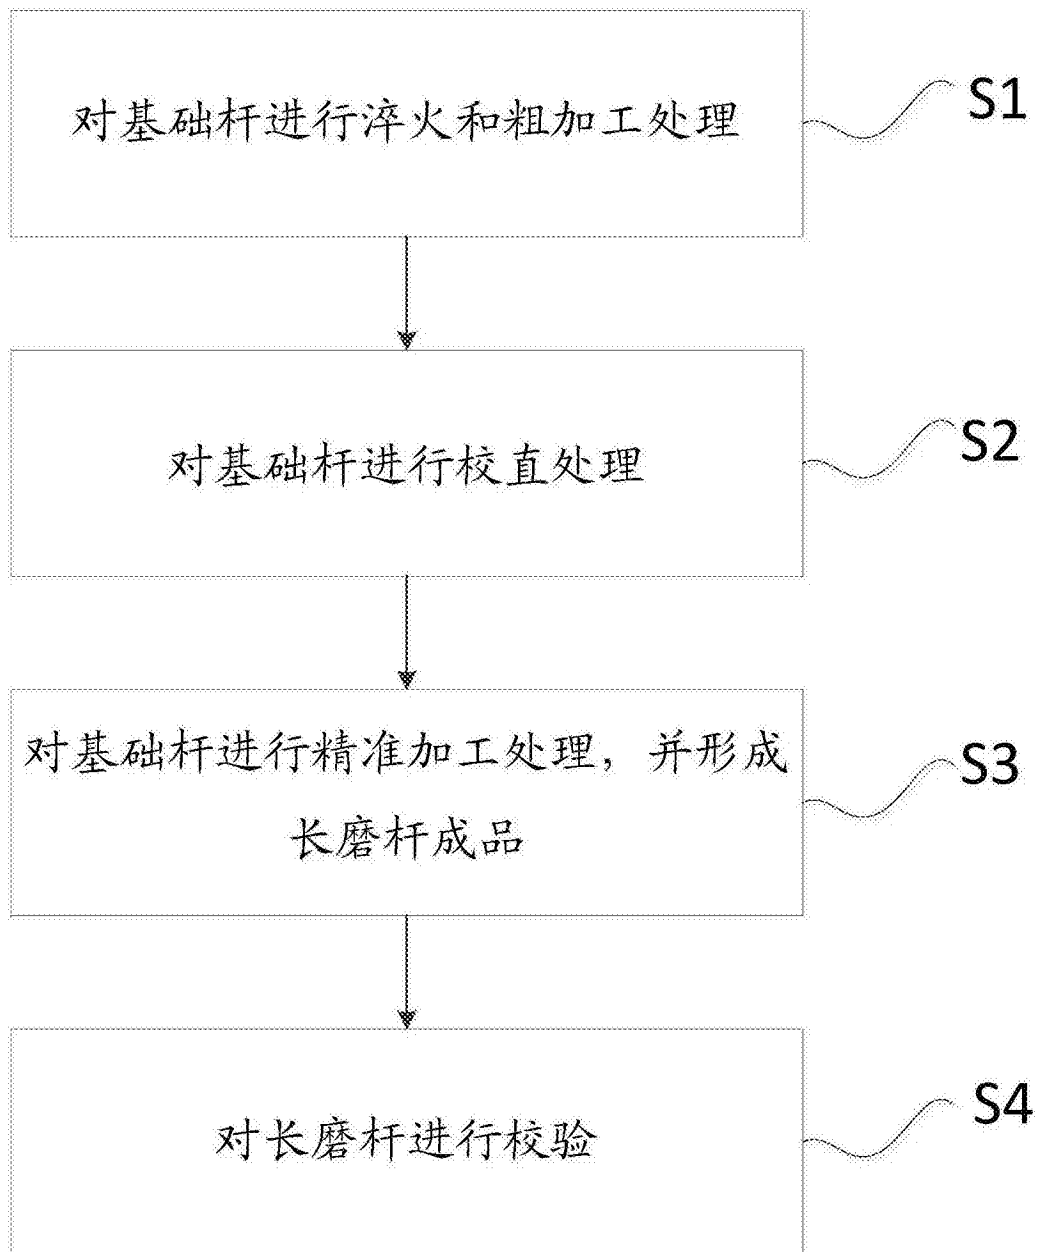 对基础杆进行淬火和粗加工处理
S1
对基础杆进行校直处理
S2
对基础杆进行精准加工处理，并形成
长磨杆成品
S3
对长磨杆进行校验
S4